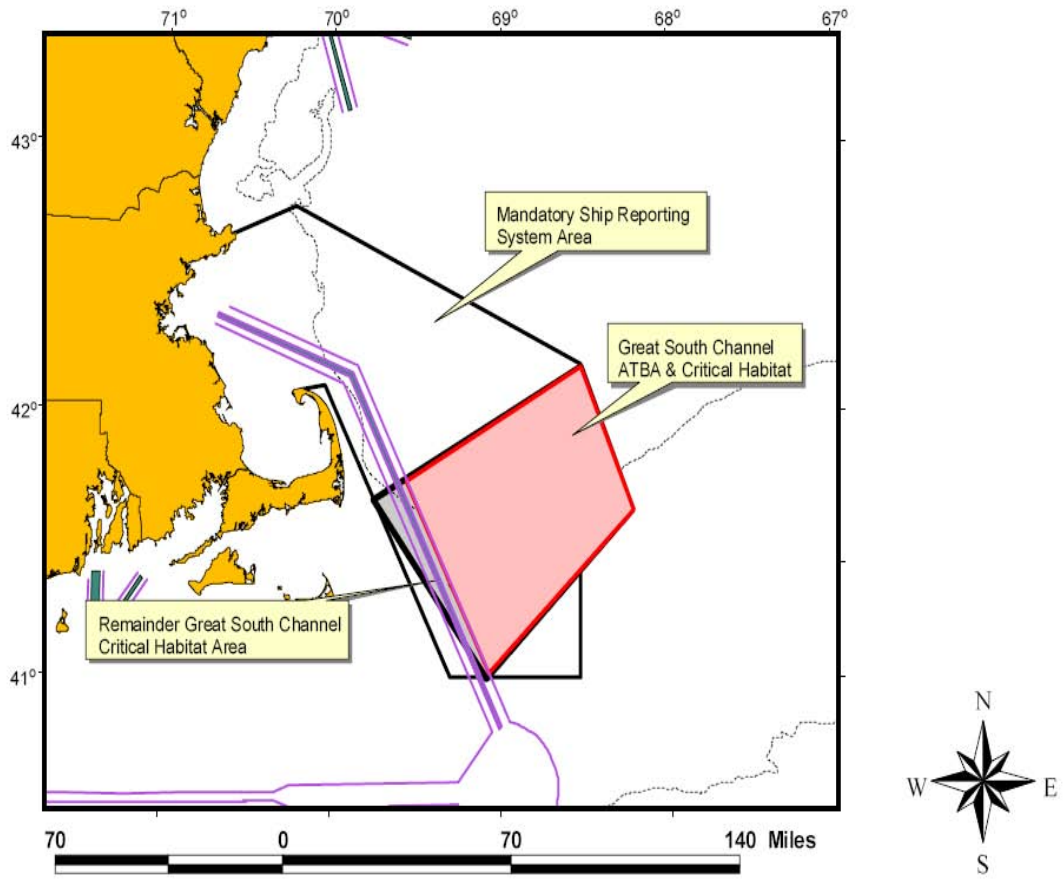 71° 70° 69° 68° 67°
43°
Mandatory Ship Reporting
System Area
Great South Channel
ATBA & Critical Habitat
42°
Remainder Great South Channel
Critical Habitat Area
41°
N
W E
S
70 0 70 140 Miles